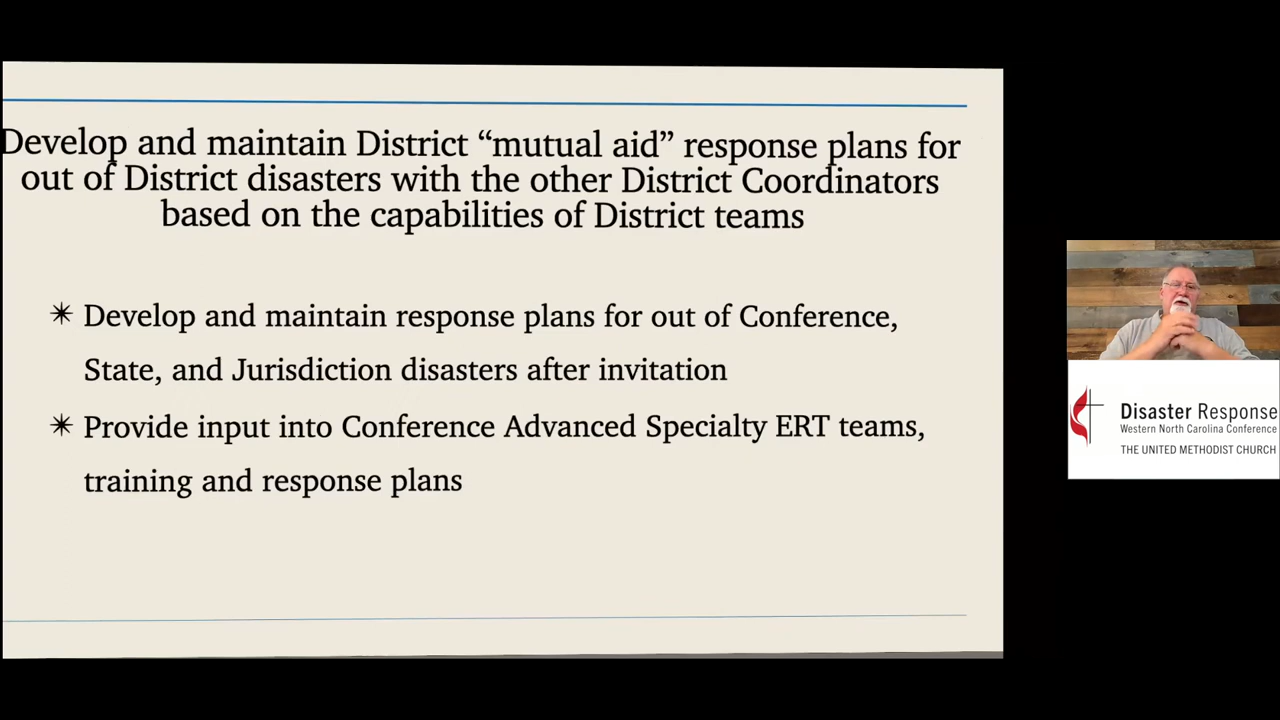 Develop and maintain District “mutual aid” response plans for
out of District disasters with the other District Coordinators
based on the capabilities of District teams
✴ Develop and maintain response plans for out of Conference,
State, and Jurisdiction disasters after invitation
✴ Provide input into Conference Advanced Specialty ERT teams,
training and response plans
Disaster Response
Western North Carolina Conference
THE UNITED METHODIST CHURCH